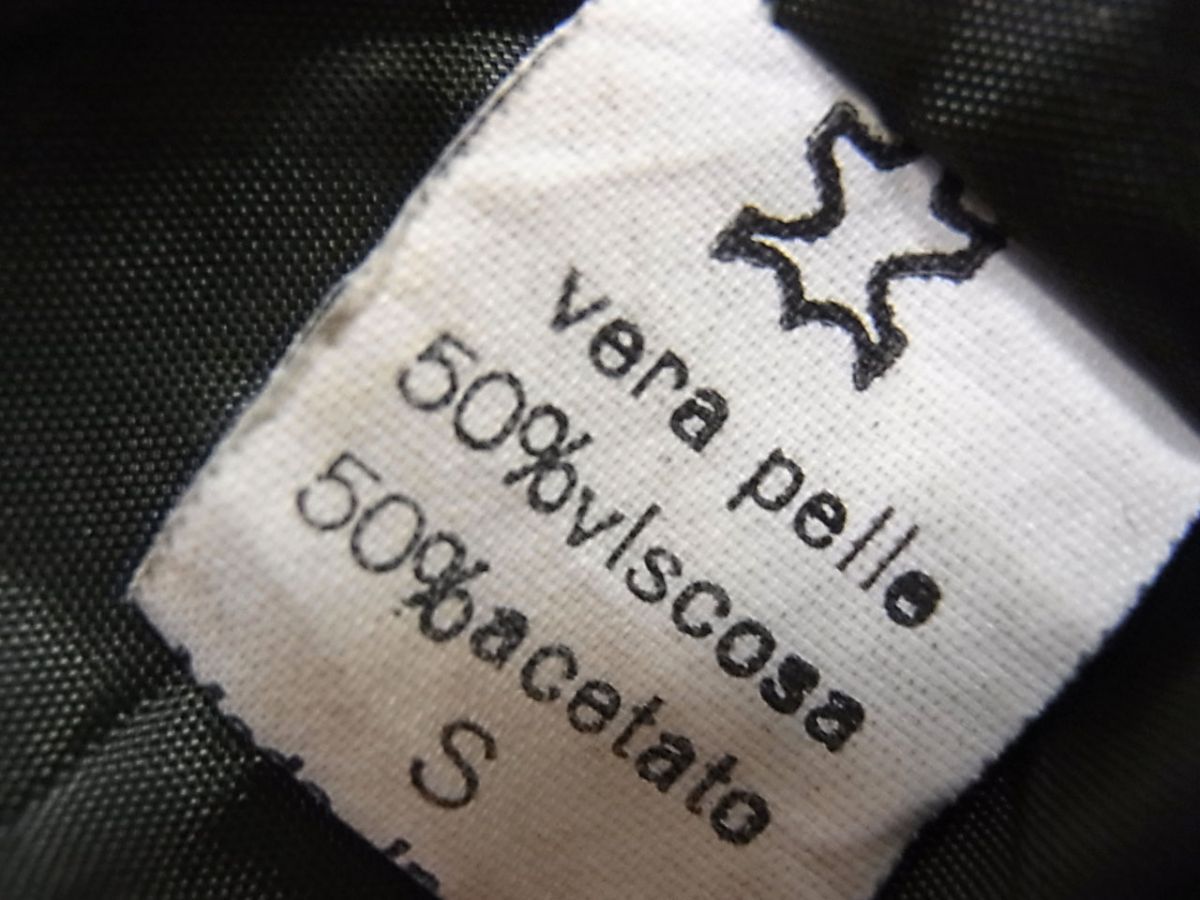 vera pelle
50%viscosa
50%acetato
S